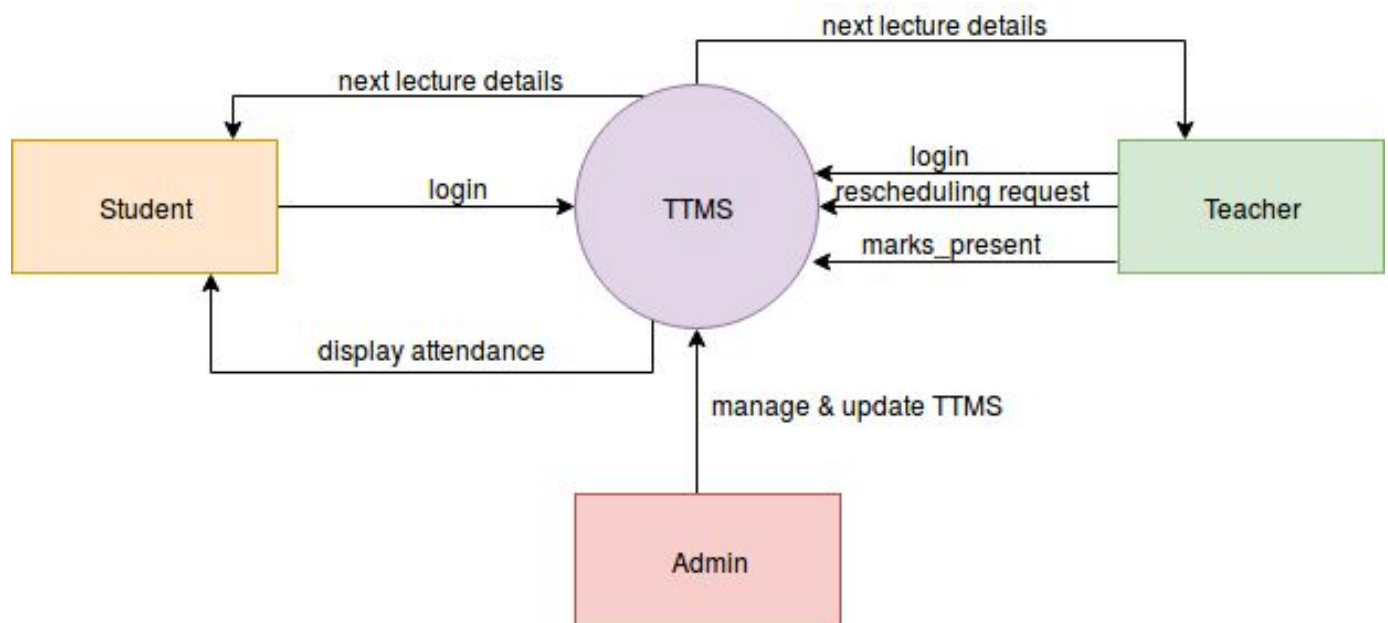 next lecture details
next lecture details
login
rescheduling request
marks_present
Student
login
TTMS
Teacher
display attendance
manage & update TTMS
Admin